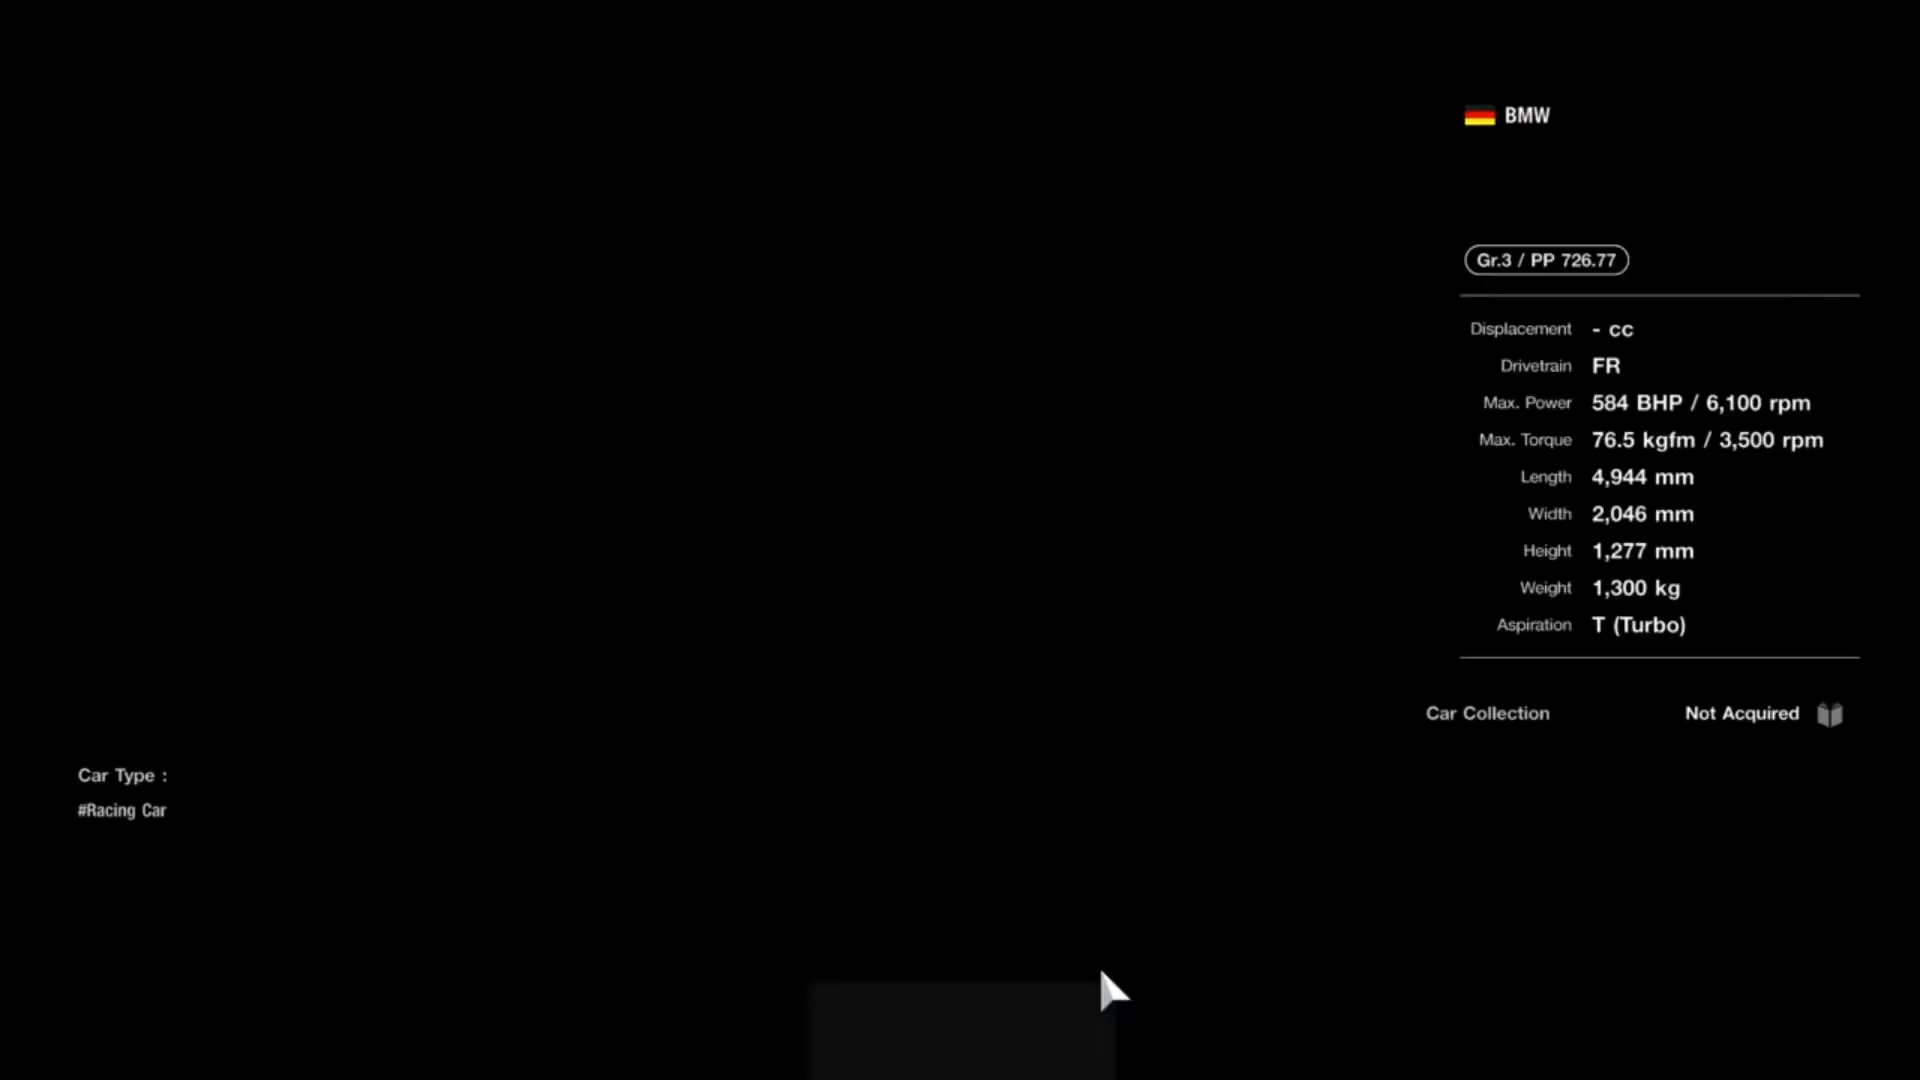 BMW
Gr.3 / PP 726.77
Displacement - cc
Drivetrain FR
Max. Power 584 BHP / 6,100 rpm
Max. Torque 76.5 kgfm / 3,500 rpm
Length 4,944 mm
Width 2,046 mm
Height 1,277 mm
Weight 1,300 kg
Aspiration T (Turbo)
Car Collection Not Acquired
Car Type :
#Racing Car